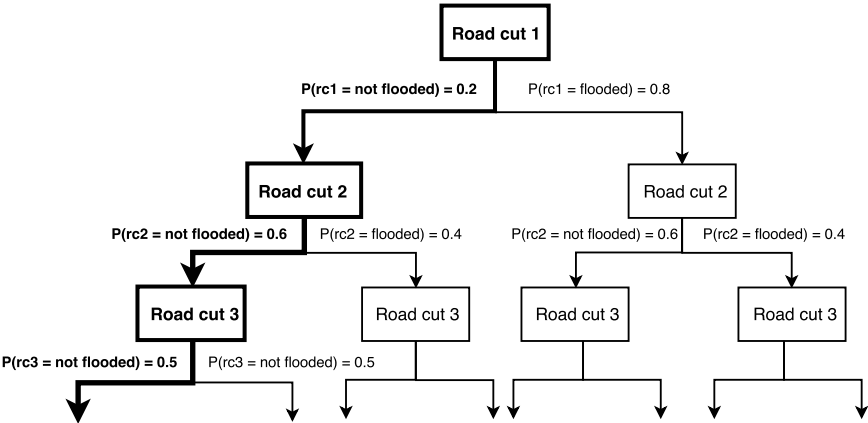 Road cut 1
P(rc1 = not flooded) = 0.2
P(rc1 = flooded) = 0.8
Road cut 2
Road cut 2
P(rc2 = not flooded) = 0.6
P(rc2 = flooded) = 0.4
P(rc2 = not flooded) = 0.6
P(rc2 = flooded) = 0.4
Road cut 3
Road cut 3
Road cut 3
Road cut 3
P(rc3 = not flooded) = 0.5
P(rc3 = not flooded) = 0.5